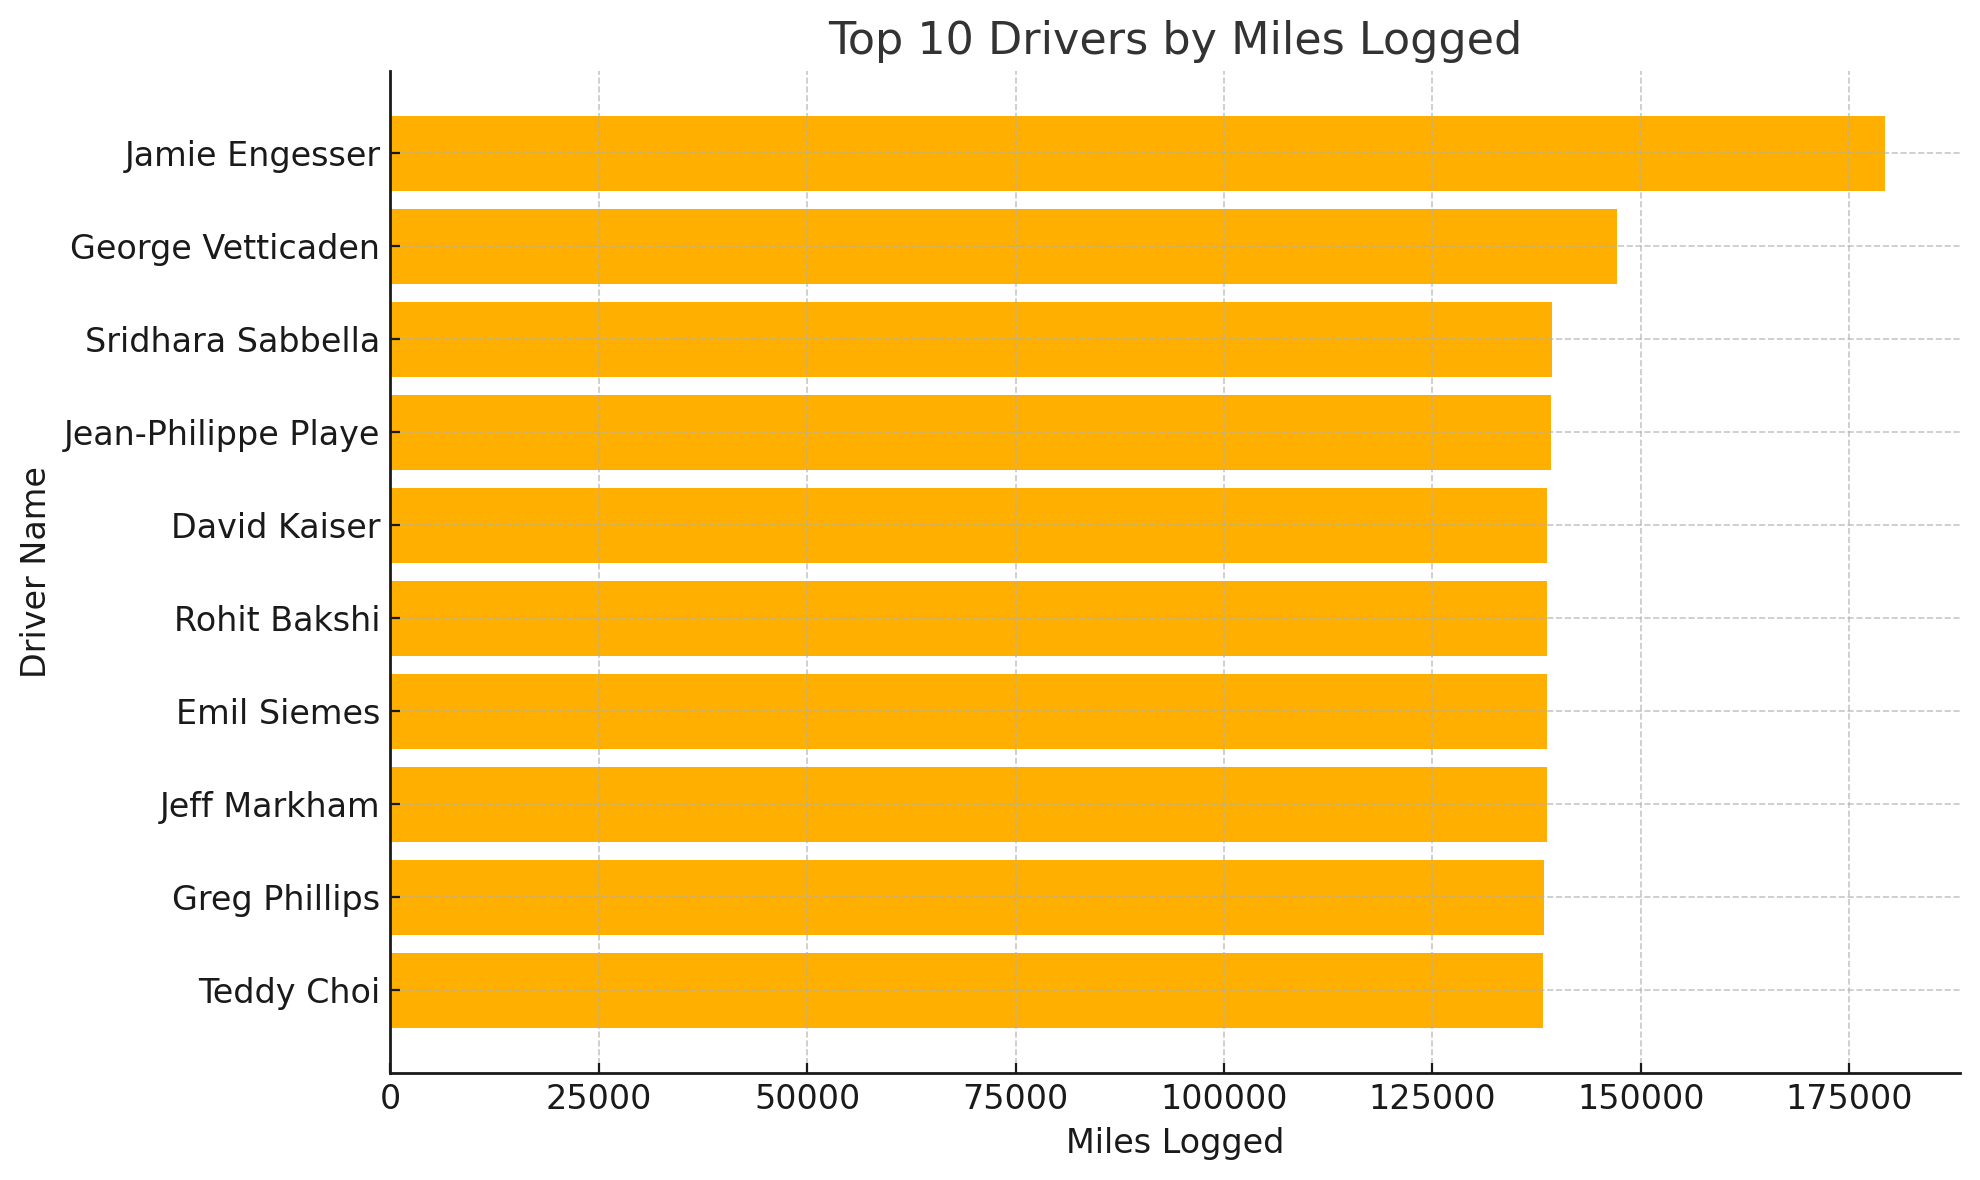 Top 10 Drivers by Miles Logged
Jamie Engesser
George Vetticaden
Sridhara Sabbella
Jean-Philippe Playe
David Kaiser
Rohit Bakshi
Emil Siemes
Jeff Markham
Greg Phillips
Teddy Choi
Driver Name
0 25000 50000 75000 100000 125000 150000 175000
Miles Logged